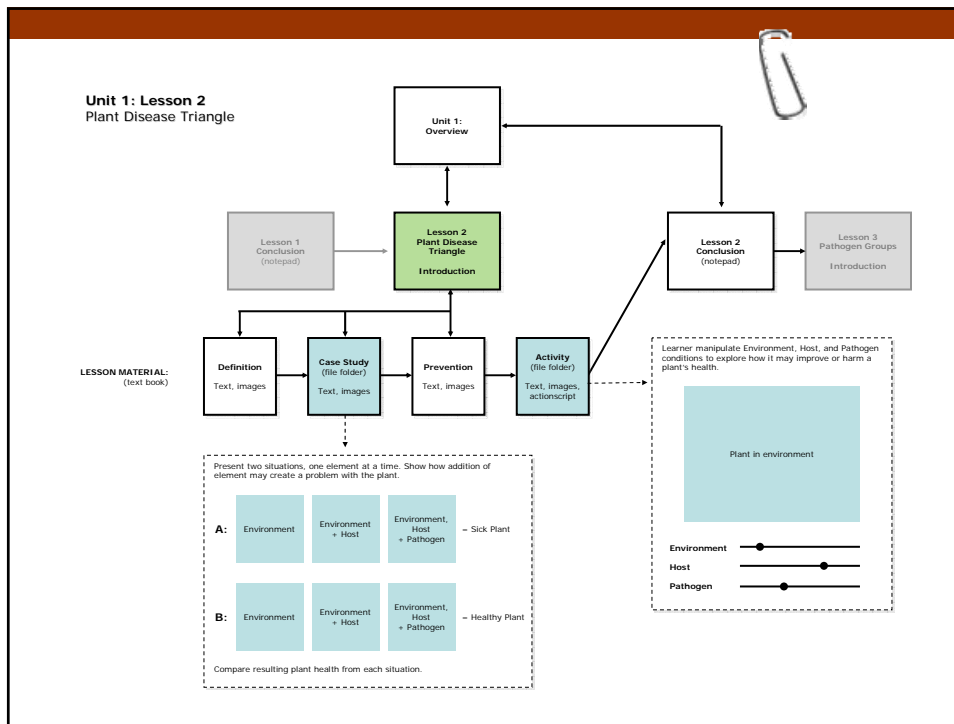 Unit 1: Lesson 2
Plant Disease Triangle
Unit 1:
Overview
Lesson 1
Conclusion
(notepad)
Lesson 2
Plant Disease
Triangle
Introduction
Lesson 2
Conclusion
(notepad)
Lesson 3
Pathogen Groups
Introduction
LESSON MATERIAL:
(text book)
Definition
Text, images
Case Study
(file folder)
Text, images
Prevention
Text, images
Activity
(file folder)
Text, images,
actionscript
Learner manipulate Environment, Host, and Pathogen
conditions to explore how it may improve or harm a
plant's health.
Plant in environment
Environment
Host
Pathogen
Present two situations, one element at a time. Show how addition of
element may create a problem with the plant.
A:
Environment
Environment
+ Host
Environment,
Host
+ Pathogen
– Sick Plant
B:
Environment
Environment
+ Host
Environment,
Host
+ Pathogen
– Healthy Plant
Compare resulting plant health from each situation.